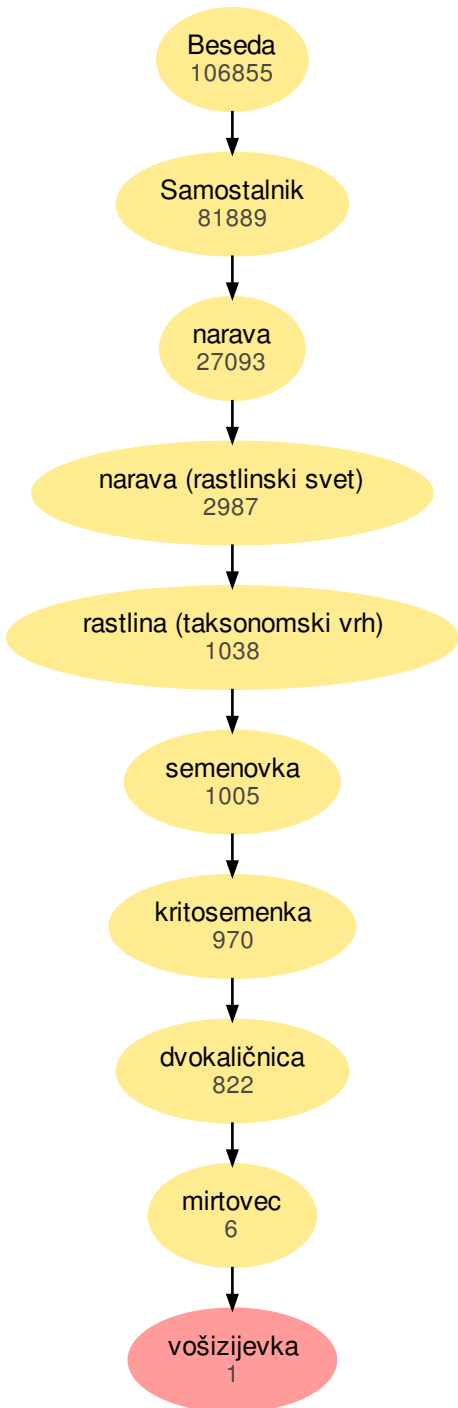 Beseda
106855
Samostalnik
81889
narava
27093
narava (rastlinski svet)
2987
rastlina (taksonomski vrh)
1038
semenovka
1005
kritosemenka
970
dvokaličnica
822
mirtovec
6
vošizijevka
1